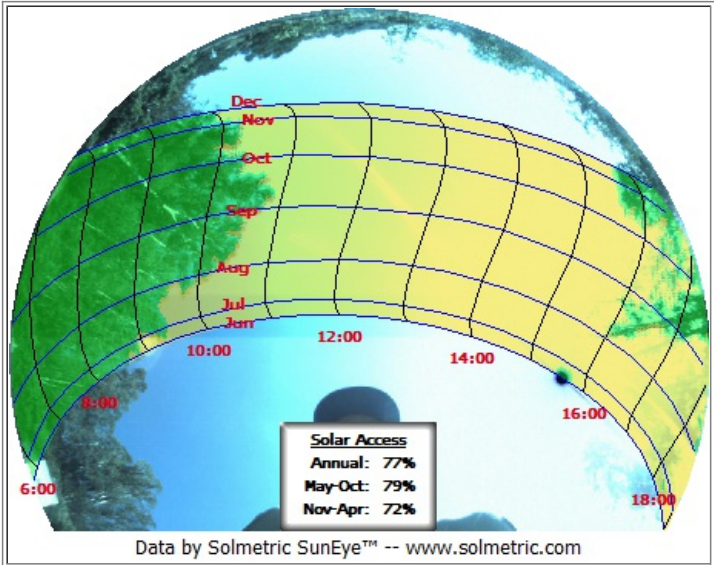 Dec
Nov
Oct
Sep
Aug
Jul
Jun
12:00
10:00
14:00
8:00
16:00
6:00
18:00
Solar Access
Annual: 77%
May-Oct: 79%
Nov-Apr: 72%
Data by Solmetric SunEye™ -- www.solmetric.com